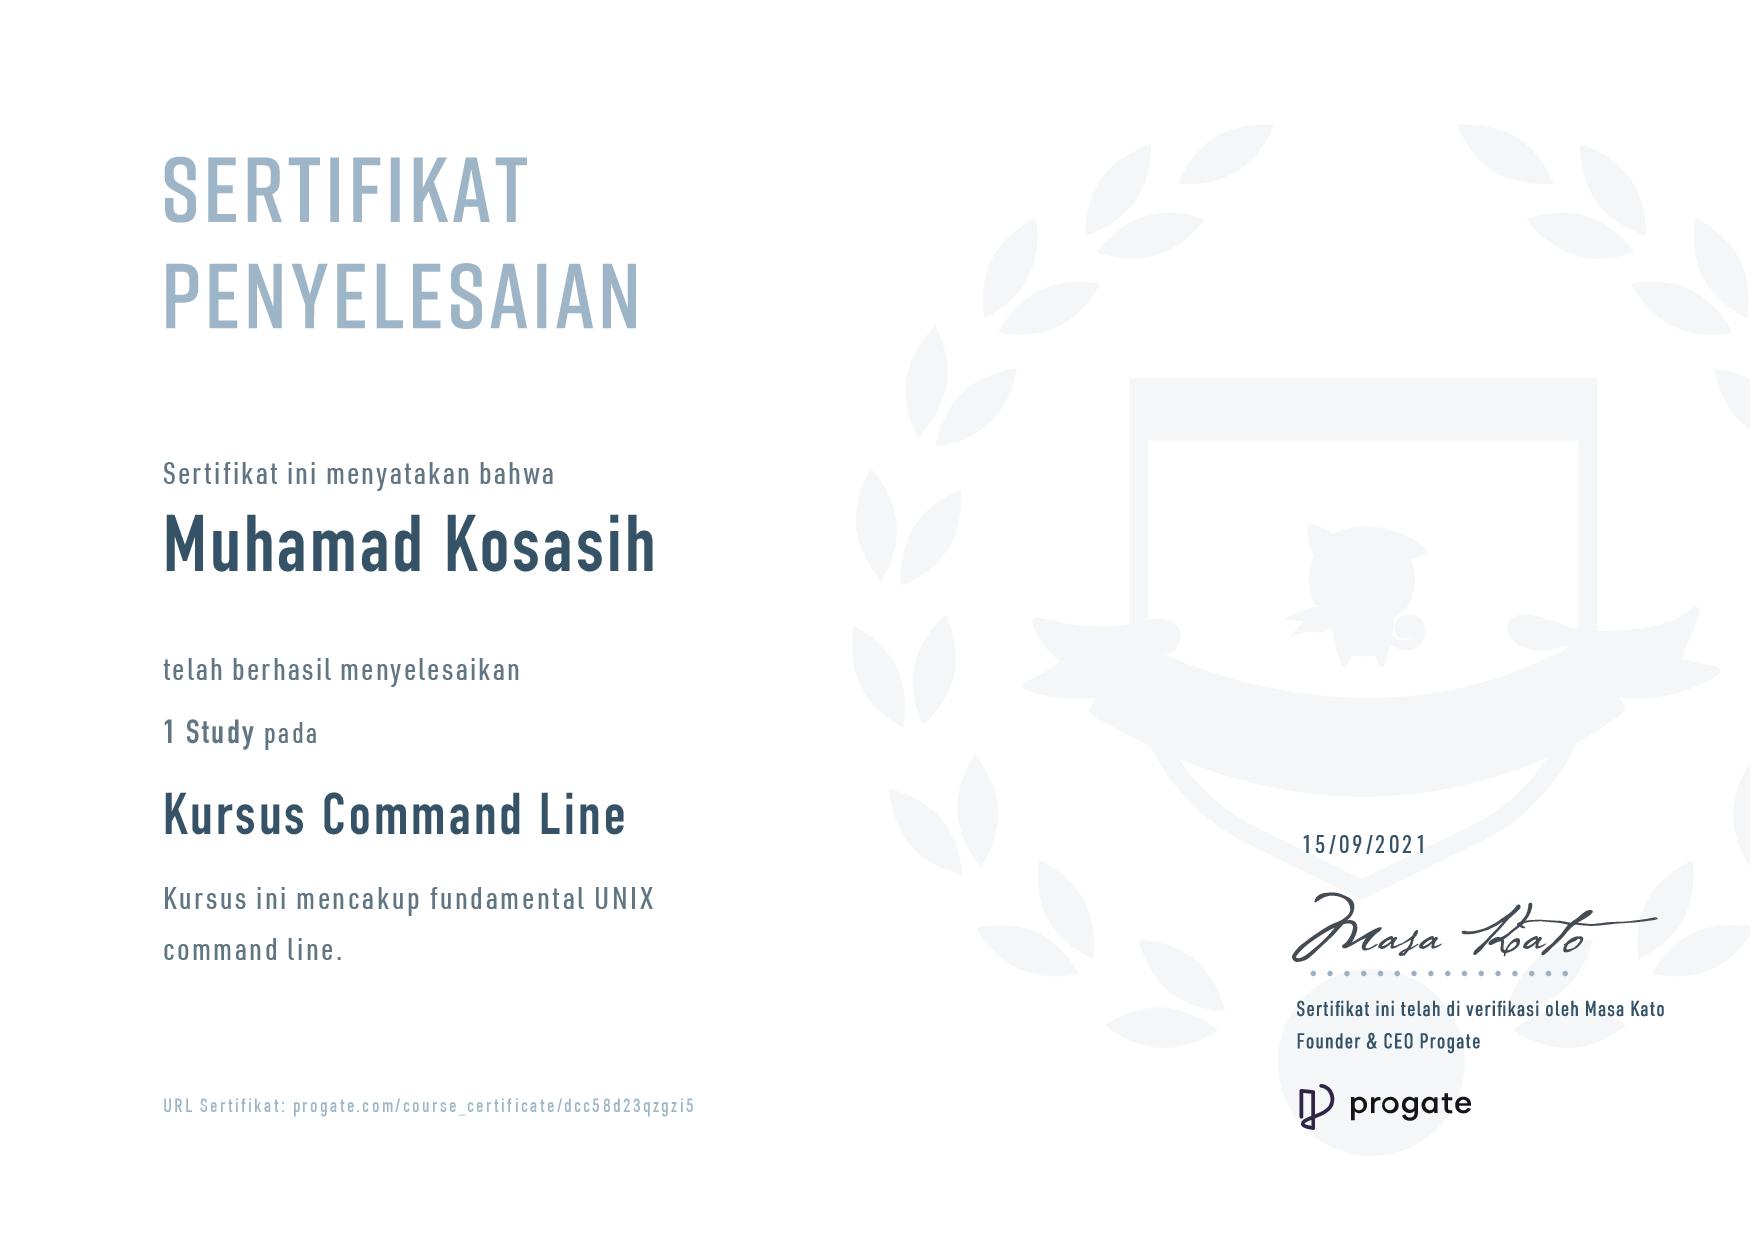 SERTIFIKAT
PENYELESAIAN
Sertifikat ini menyatakan bahwa
Muhamad Kosasih
telah berhasil menyelesaikan
1 Study pada
Kursus Command Line
Kursus ini mencakup fundamental UNIX
command line.
15/09/2021
Masa Kato
Sertifikat ini telah di verifikasi oleh Masa Kato
Founder & CEO Progate
progate
URL Sertifikat: progate.com/course_certificate/dcc58d23qzgzi5